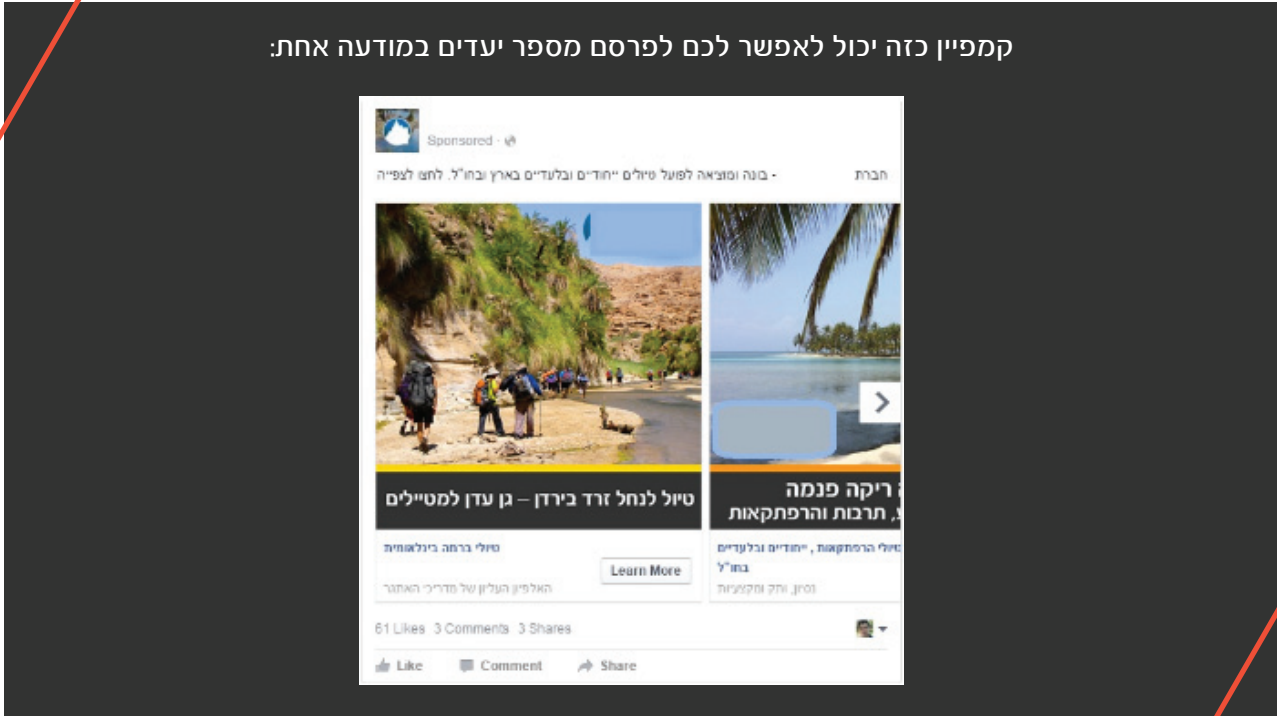 קמפיין כזה יכול לאפשר לכם לפרסם מספר יעדים במודעה אחת:
Sponsored ·
חברת - בונה ומוציאה לפועל טיולים ייחודיים ובלעדיים בארץ ובחו"ל. לחצו לצפייה
טיול לנחל זרד בירדן – גן עדן למטיילים
טיולי ברמה בינלאומית
Learn More
האלפיון העליון של מדריכי האתגר
ריקה פנמה
, תרבות והרפתקאות
טיולי הרפתקאות , ייחודיים ובלעדיים
בחו"ל
נסיון, ותק ומקצועיות
61 Likes 3 Comments 3 Shares
Like Comment Share